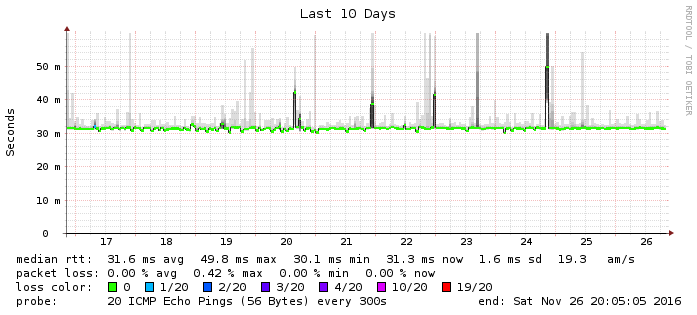 Last 10 Days
RRDTOOL / TOBI OETIKER
Seconds
50 m
40 m
30 m
20 m
10 m
0
17 18 19 20 21 22 23 24 25 26
median rtt: 31.6 ms avg 49.8 ms max 30.1 ms min 31.3 ms now 1.6 ms sd 19.3 am/s
packet loss: 0.00 % avg 0.42 % max 0.00 % min 0.00 % now
loss color: 0 1/20 2/20 3/20 4/20 10/20 19/20
probe: 20 ICMP Echo Pings (56 Bytes) every 300s end: Sat Nov 26 20:05:05 2016